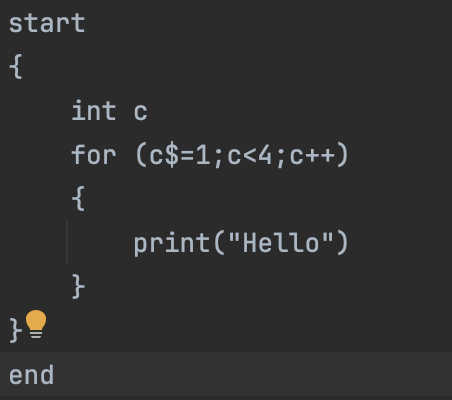 start
{
int c
for (c$=1;c<4;c++)
{
print("Hello")
}
}
end